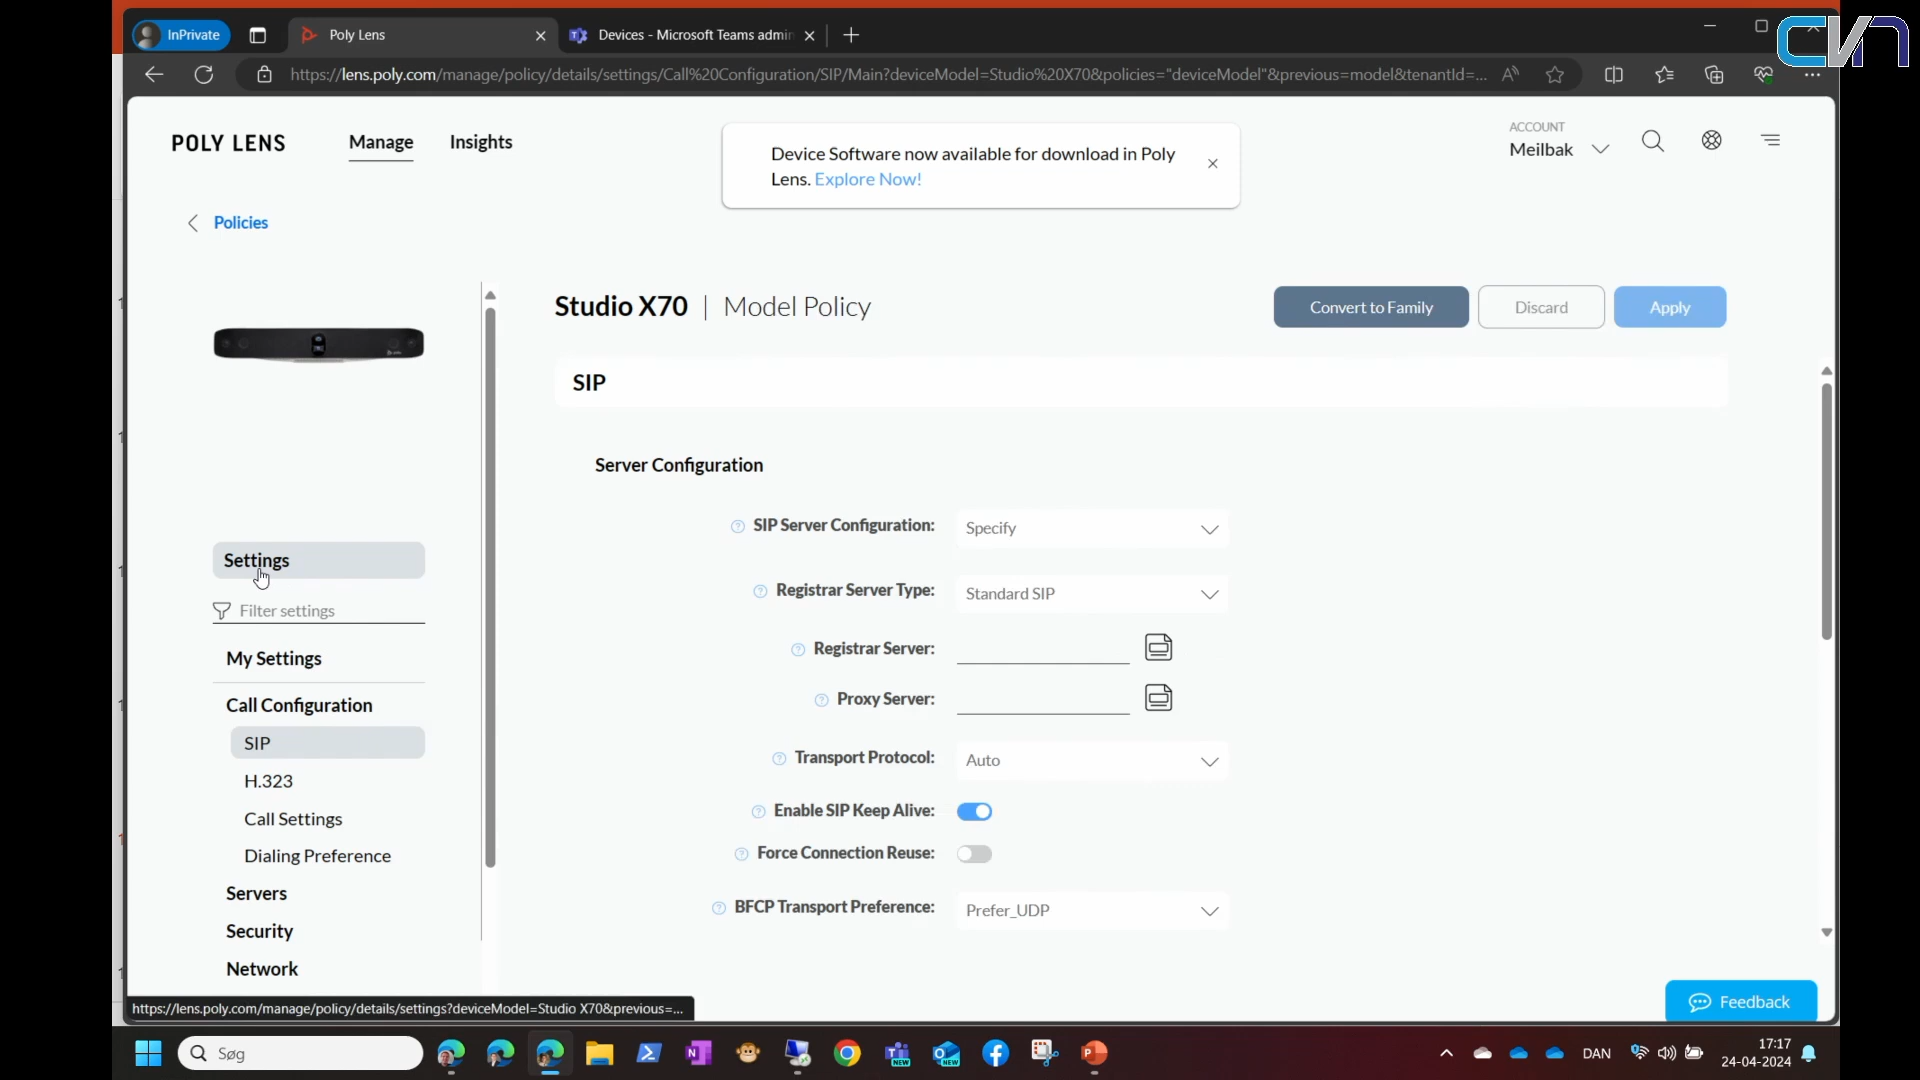 InPrivate
Poly Lens
Devices - Microsoft Teams admin
CVN
https://lens.poly.com/manage/policy/details/settings/Call%20Configuration/SIP/Main?deviceModel=Studio%20X70&policies="deviceModel"&previous=model&tenantId=...
POLY LENS
Manage
Insights
Device Software now available for download in Poly
Lens. Explore Now!
ACCOUNT
Meilbak
Policies
Studio X70 | Model Policy
Convert to Family
Discard
Apply
SIP
Server Configuration
SIP Server Configuration: Specify
Registrar Server Type: Standard SIP
Registrar Server:
Proxy Server:
Transport Protocol: Auto
Enable SIP Keep Alive:
Force Connection Reuse:
BFCP Transport Preference: Prefer_UDP
Settings
Filter settings
My Settings
Call Configuration
SIP
H.323
Call Settings
Dialing Preference
Servers
Security
Network
https://lens.poly.com/manage/policy/details/settings?deviceModel=Studio X70&previous=...
Feedback
Søg
DAN
17:17
24-04-2024